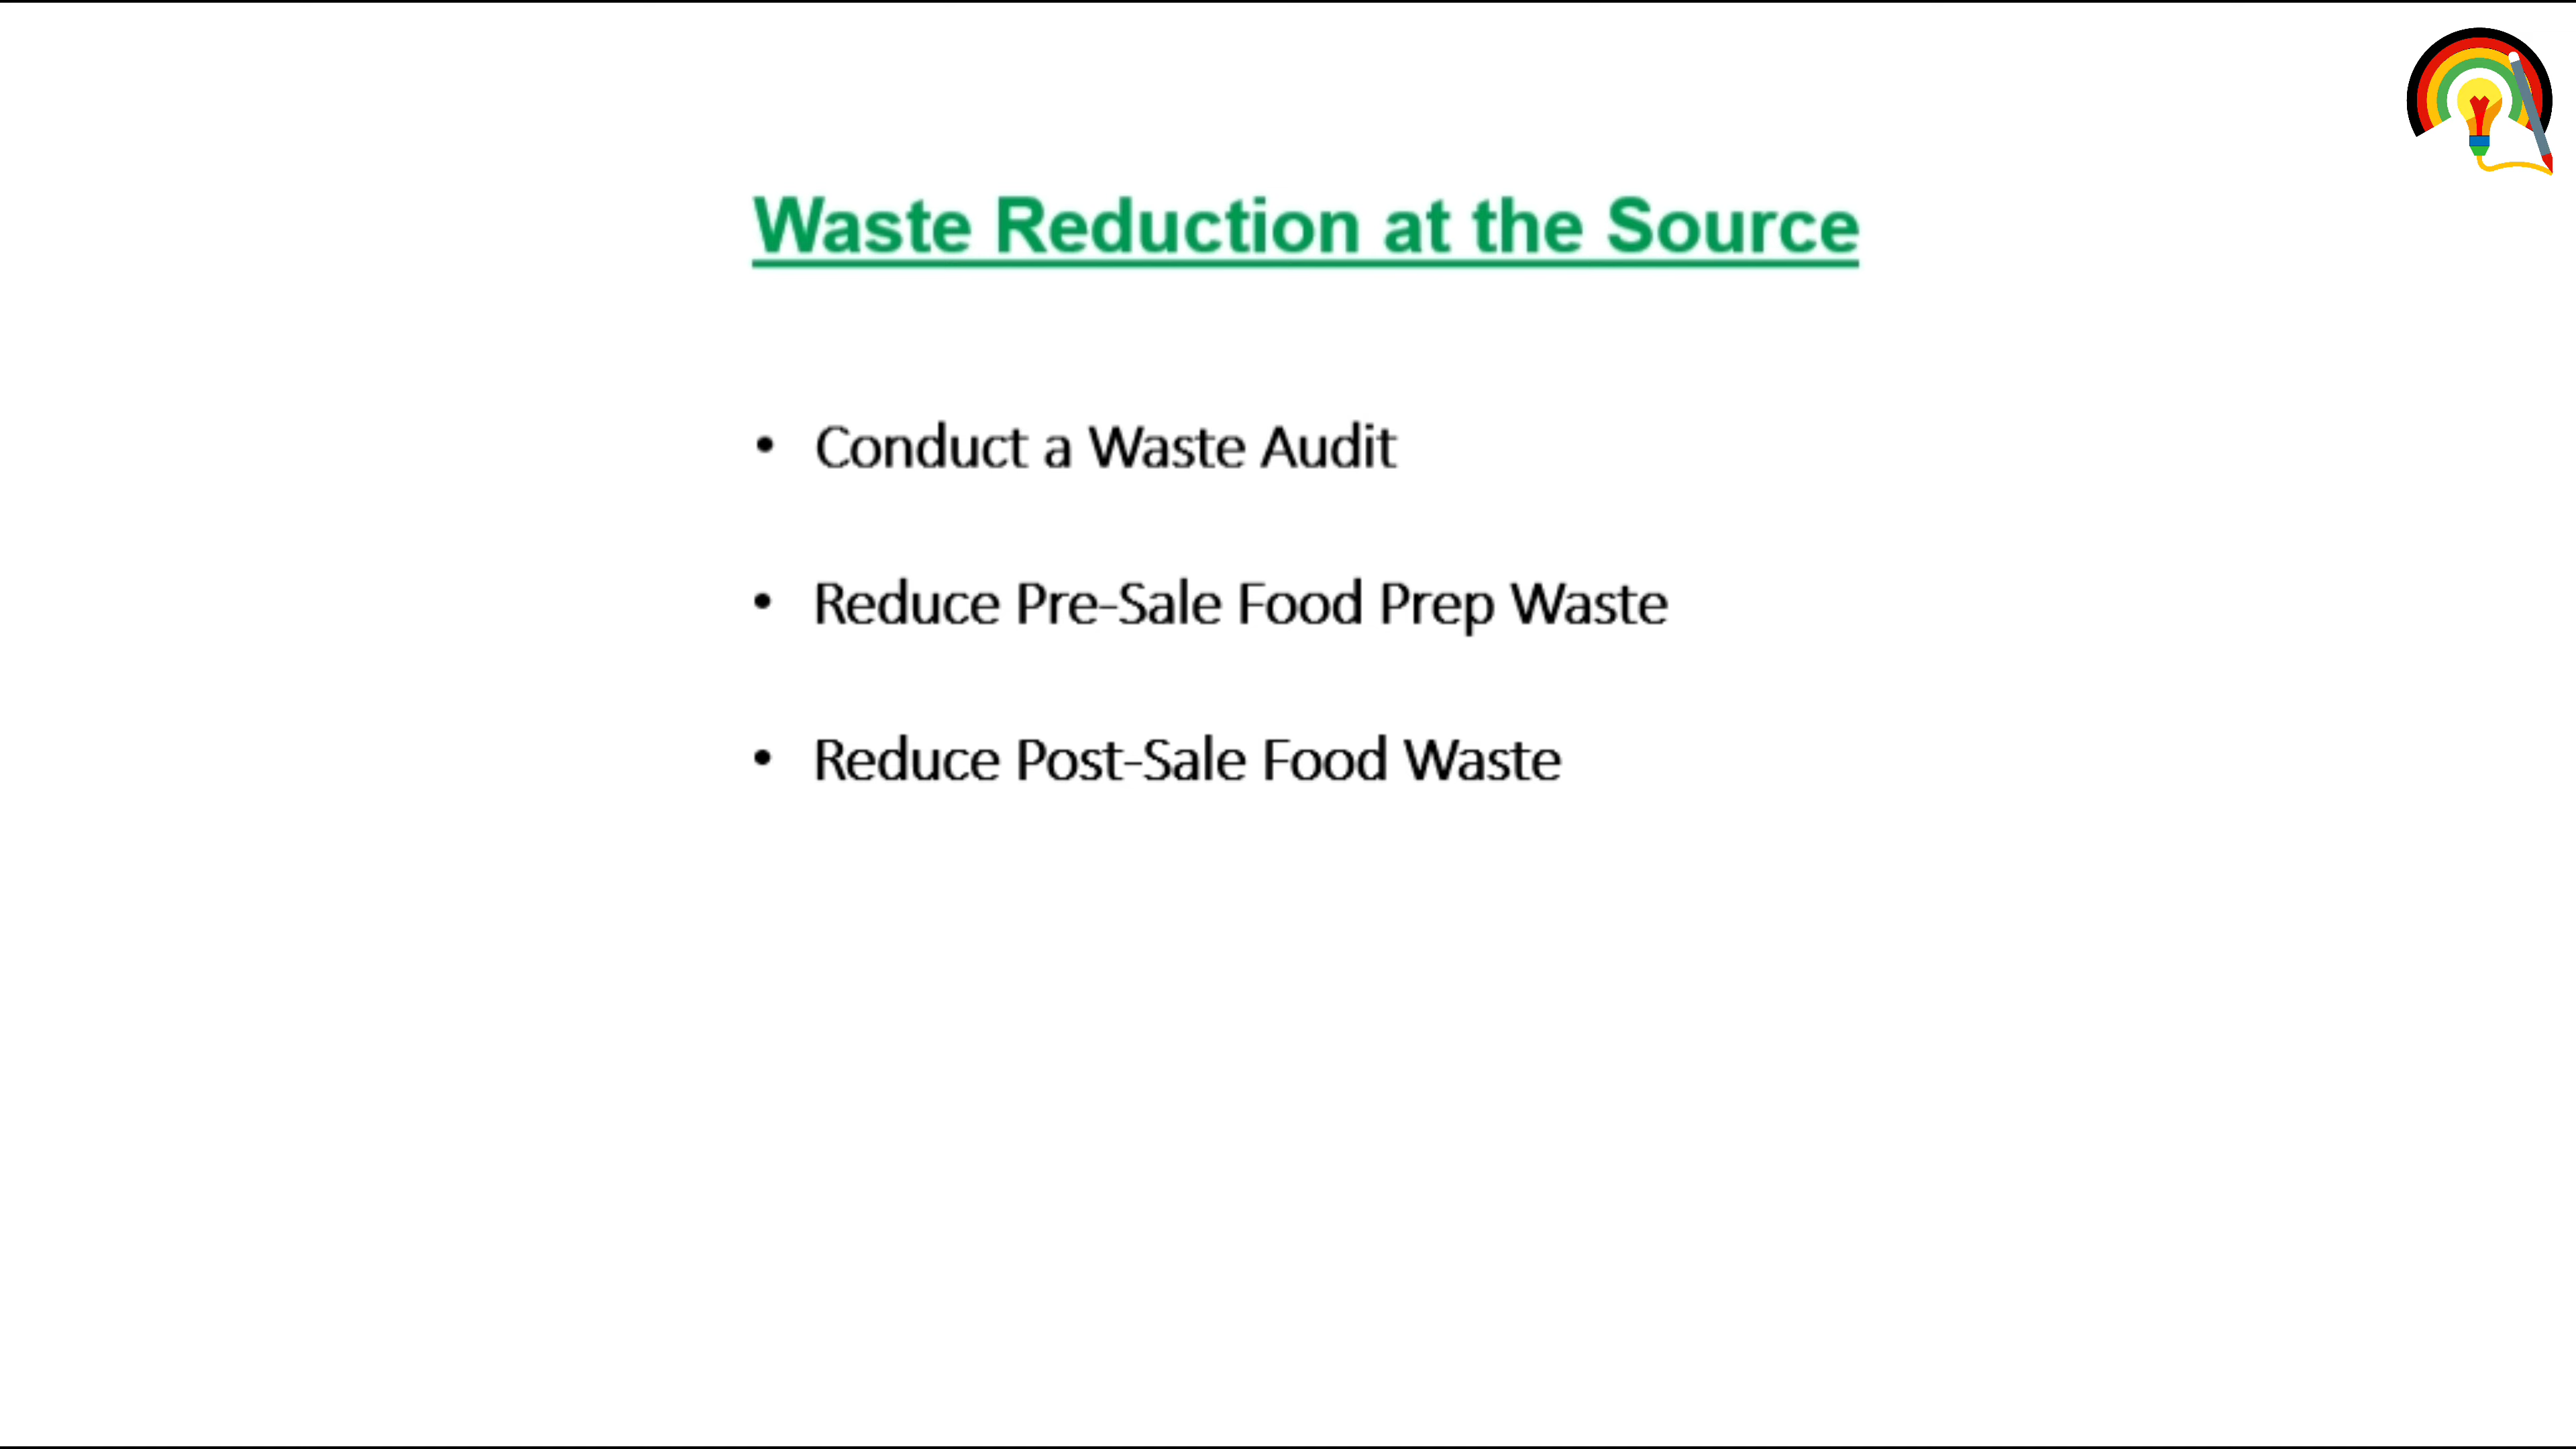 Waste Reduction at the Source
• Conduct a Waste Audit
• Reduce Pre-Sale Food Prep Waste
• Reduce Post-Sale Food Waste